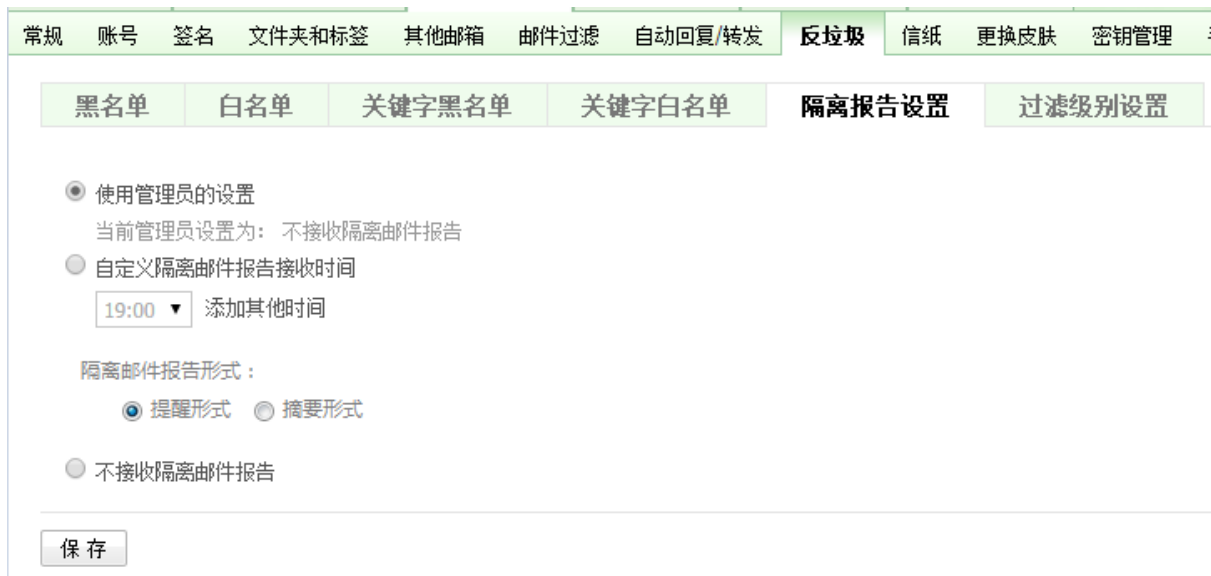 常规 账号 签名 文件夹和标签 其他邮箱 邮件过滤 自动回复/转发 反垃圾 信纸 更换皮肤 密钥管理
黑名单 白名单 关键字黑名单 关键字白名单 隔离报告设置 过滤级别设置
使用管理员的设置
当前管理员设置为： 不接收隔离邮件报告
自定义隔离邮件报告接收时间
19:00 添加其他时间
隔离邮件报告形式：
提醒形式 摘要形式
不接收隔离邮件报告
保 存